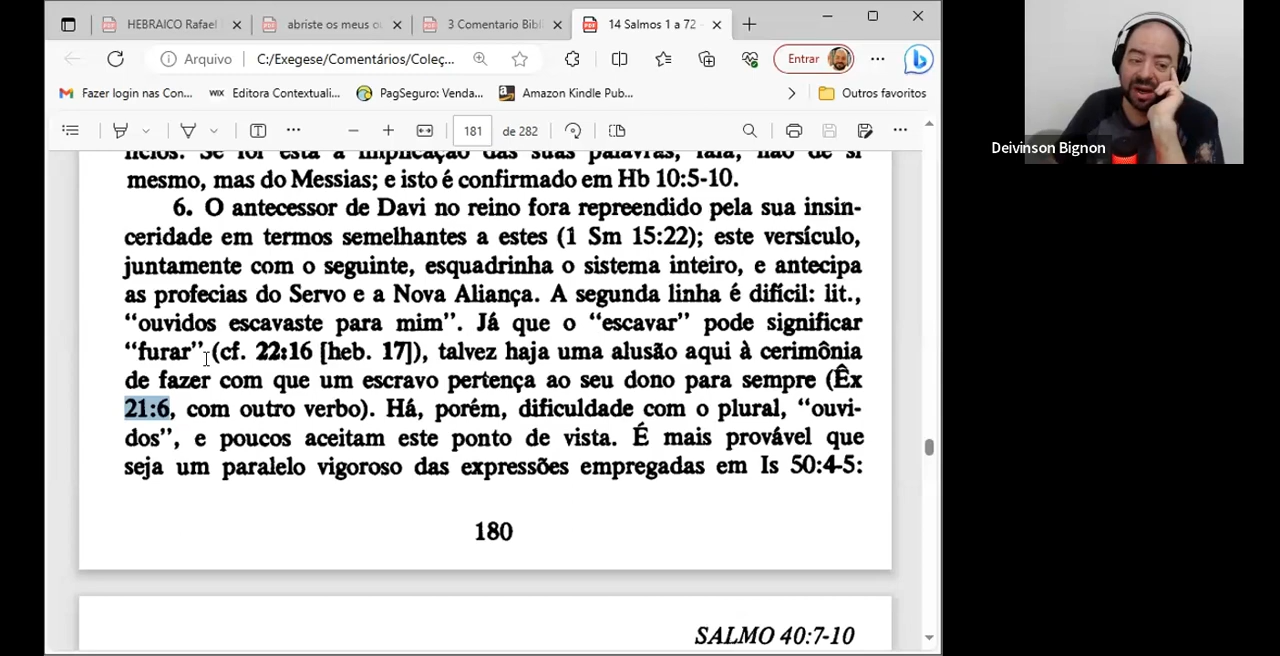 HEBRAICO Rafael
abriste os meus ou
3 Comentario Bibl
14 Salmos 1 a 72 -
Arquivo
C:/Exegese/Comentários/Coleç...
Entrar
Fazer login nas Con...
WIX Editora Contextuali...
PagSeguro: Venda...
Amazon Kindle Pub...
Outros favoritos
181 de 282
mesmo, mas do Messias; e isto é confirmado em Hb 10:5-10.
6. O antecessor de Davi no reino fora repreendido pela sua insin-
ceridade em termos semelhantes a estes (1 Sm 15:22); este versículo,
juntamente com o seguinte, esquadrinha o sistema inteiro, e antecipa
as profecias do Servo e a Nova Aliança. A segunda linha é difícil: lit.,
“ouvidos escavaste para mim”. Já que o “escavar” pode significar
“furar” (cf. 22:16 [heb. 17]), talvez haja uma alusão aqui à cerimônia
de fazer com que um escravo pertença ao seu dono para sempre (Êx
21:6, com outro verbo). Há, porém, dificuldade com o plural, “ouvi-
dos”, e poucos aceitam este ponto de vista. É mais provável que
seja um paralelo vigoroso das expressões empregadas em Is 50:4-5:
180
SALMO 40:7-10
Deivinson Bignon